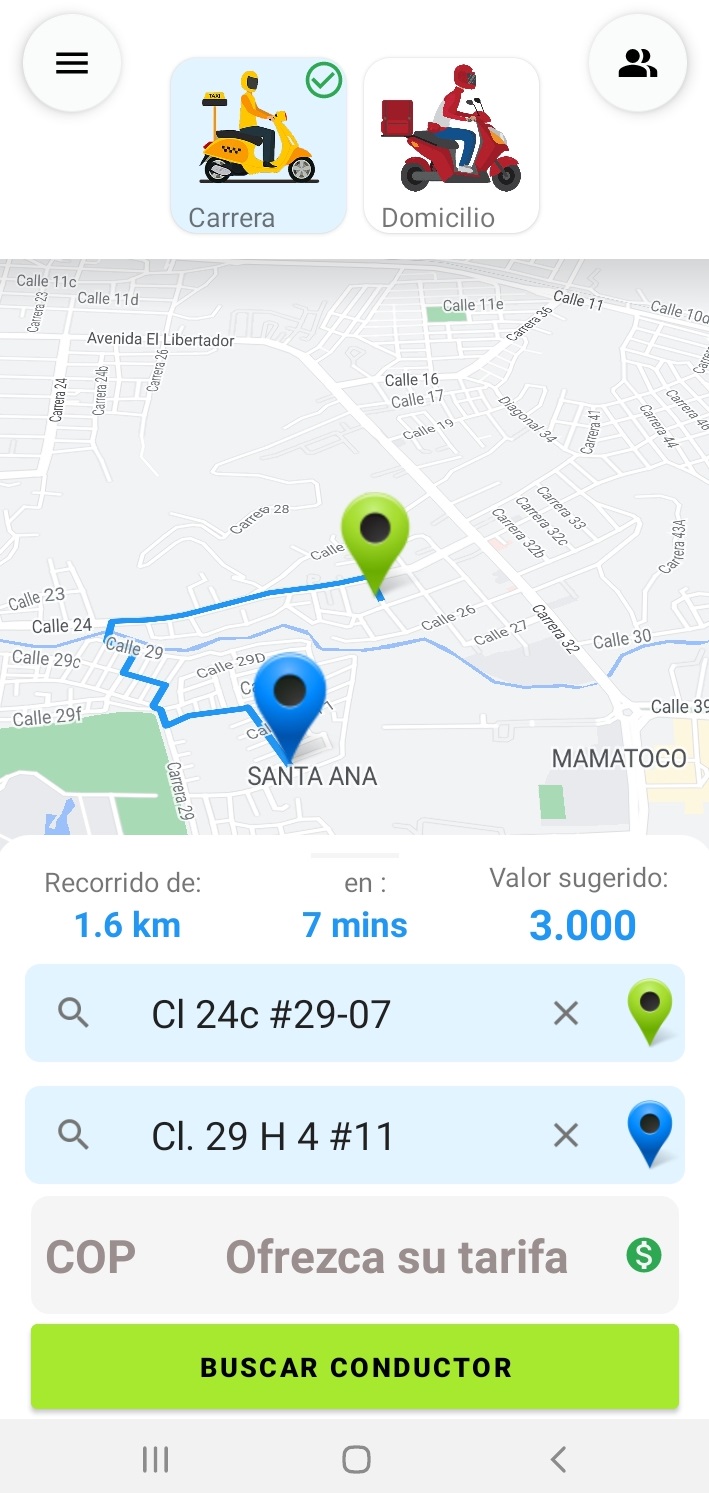 TAXI
Carrera
Domicilio
Calle 11c
Calle 11d
Carrera 23
Calle 11e
Calle 11
Carrera 36
Calle 10d
Avenida El Libertador
Carrera 24
Carrera 24b
Carrera 26
Calle 16
Calle 17
Calle 19
Diagonal 34
Carrera 41
Carrera 44
Carrera 28
Calle
Carrera 33
Carrera 32c
Carrera 32b
Carrera 43A
Calle 23
Calle 24
Calle 26
Calle 27
Carrera 32
Calle 30
Calle 29
Calle 29c
Calle 29D
Calle 29f
Calle 39
SANTA ANA
MAMATOCO
Carrera 29
Recorrido de:
en :
Valor sugerido:
1.6 km
7 mins
3.000
Cl 24c #29-07
Cl. 29 H 4 #11
COP
Ofrezca su tarifa
BUSCAR CONDUCTOR